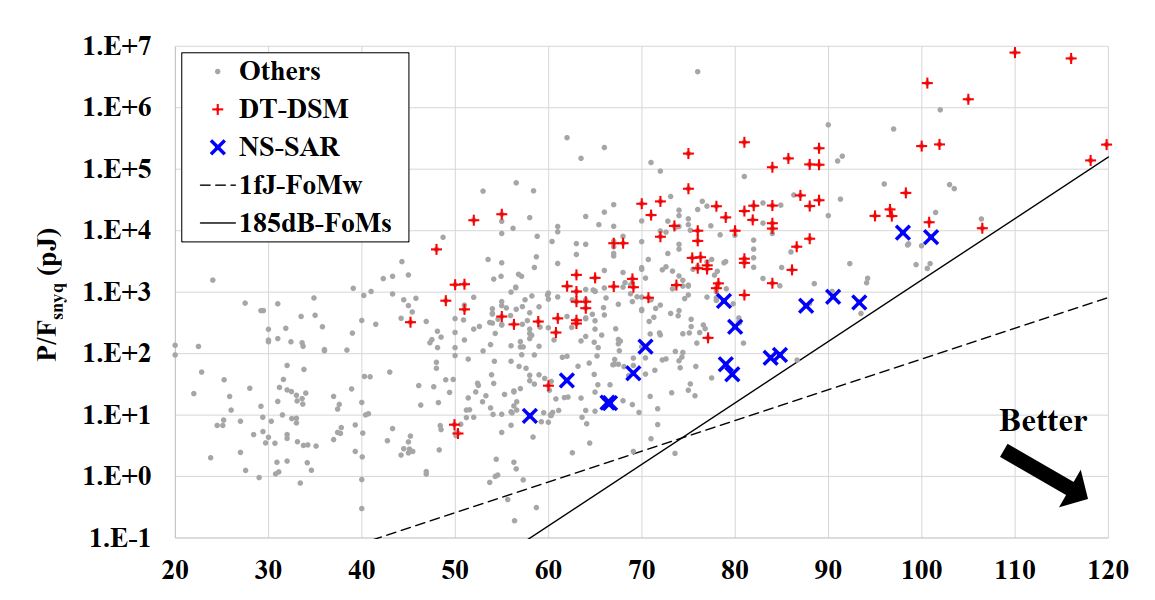 1.E+7
1.E+6
1.E+5
1.E+4
1.E+3
1.E+2
1.E+1
1.E+0
1.E-1
P/Fsnyq (pJ)
Others
DT-DSM
NS-SAR
1fJ-FoMw
185dB-FoMs
Better
20 30 40 50 60 70 80 90 100 110 120